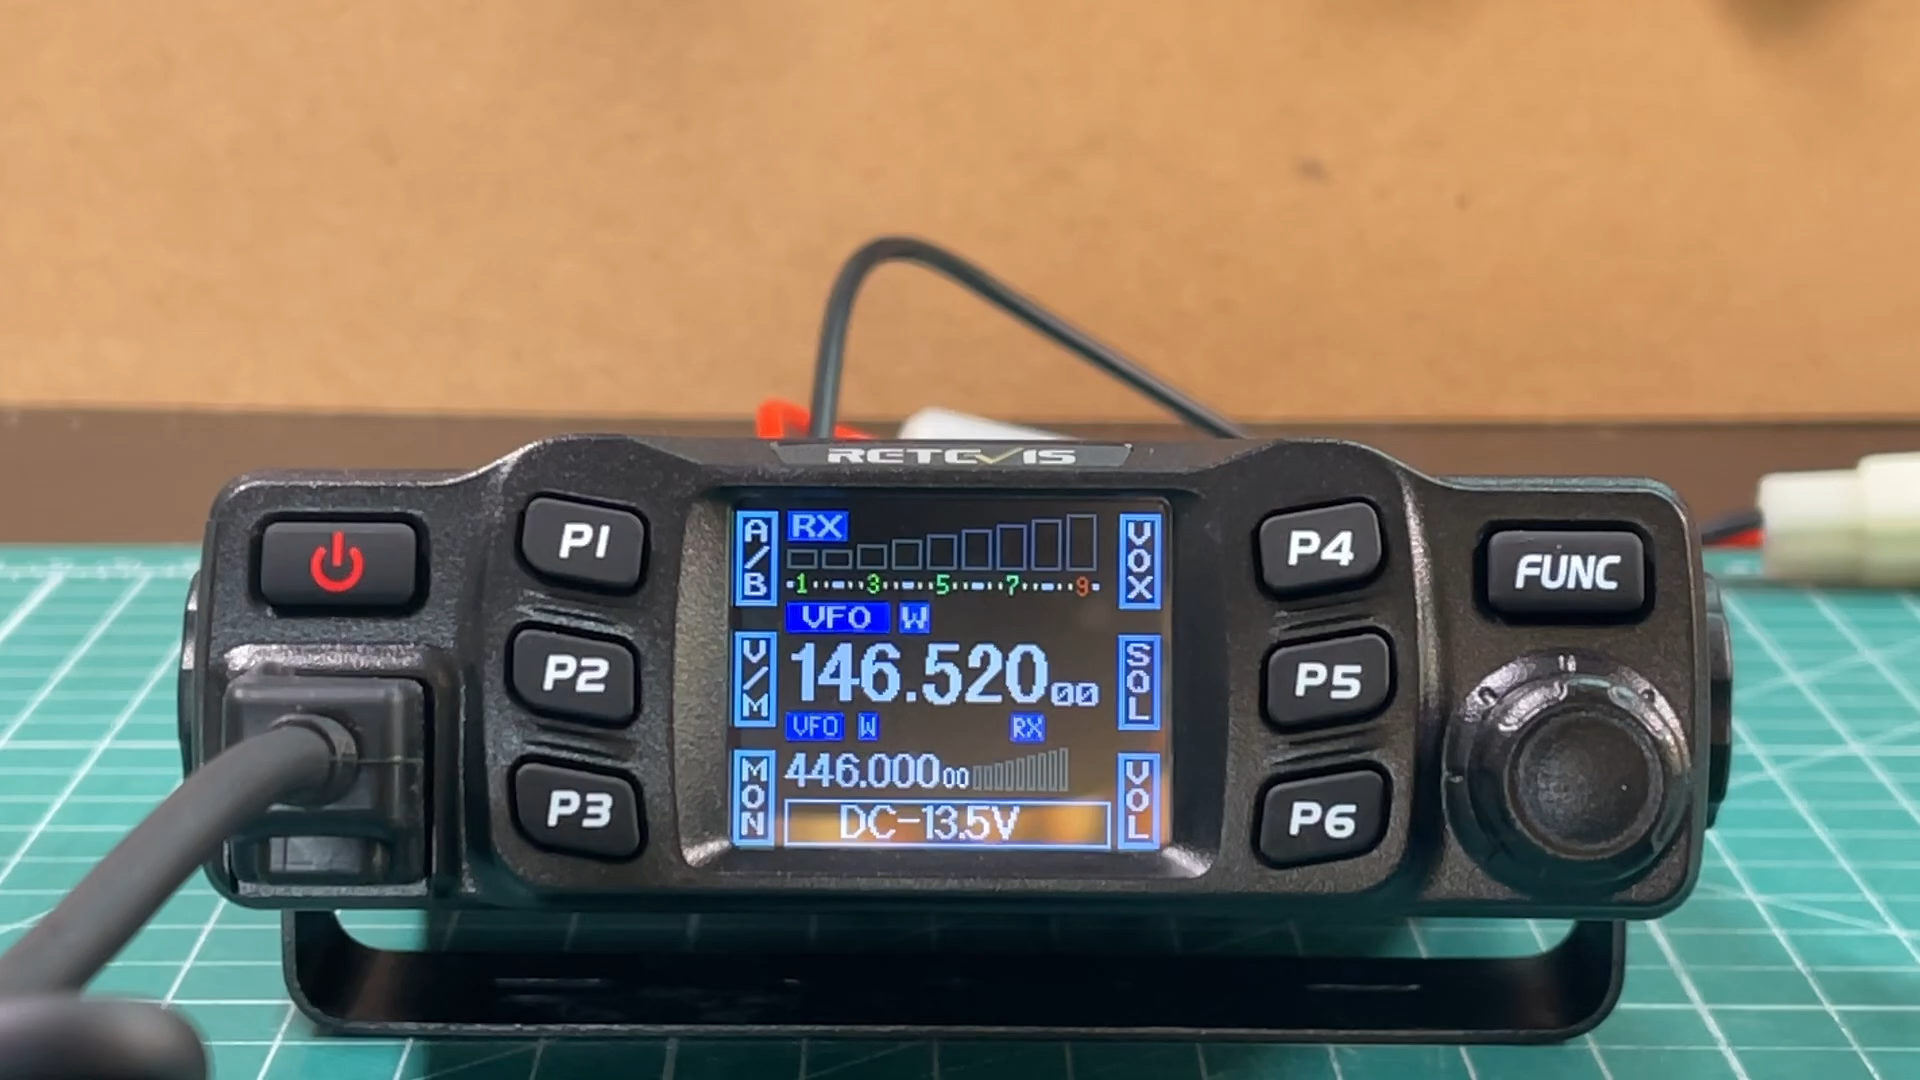 RETEVIS
P1
P2
P3
A/B
V/M
MON
RX
1 3 5 7 9
VFO W
146.52000
VFO W RX
446.00000
DC-13.5V
VOX
SQL
VOL
P4
P5
P6
FUNC